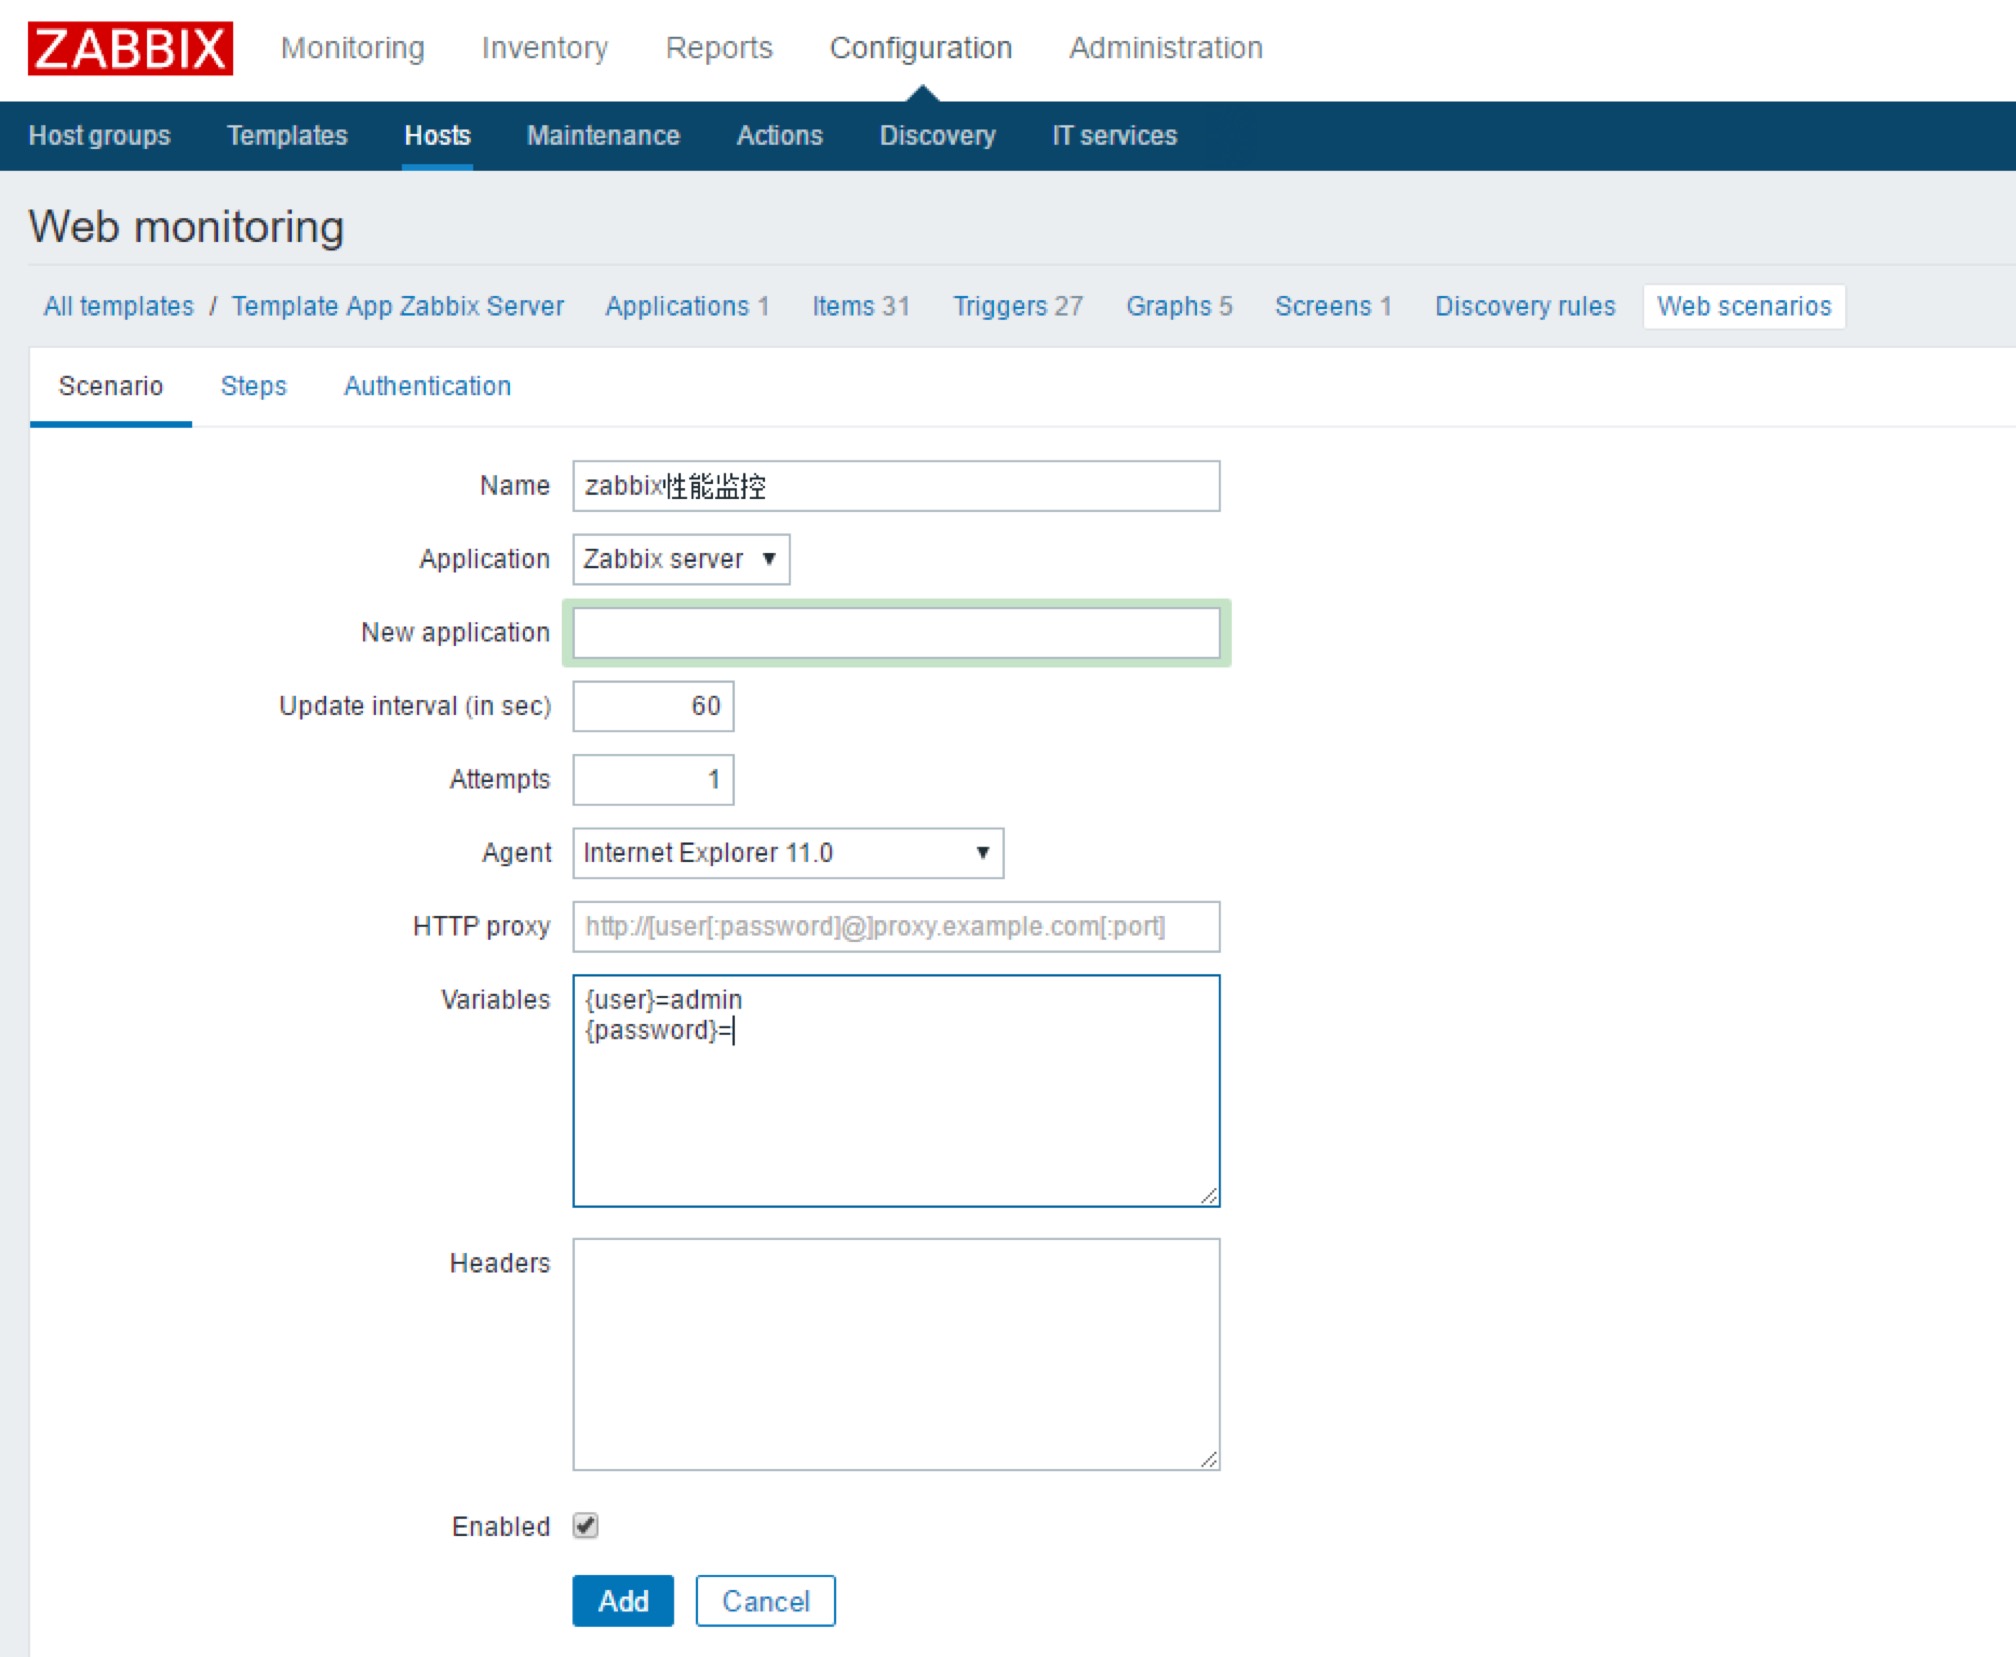 ZABBIX Monitoring Inventory Reports Configuration Administration
Host groups Templates Hosts Maintenance Actions Discovery IT services
Web monitoring
All templates / Template App Zabbix Server Applications 1 Items 31 Triggers 27 Graphs 5 Screens 1 Discovery rules Web scenarios
Scenario Steps Authentication
Name zabbix性能监控
Application Zabbix server
New application
Update interval (in sec) 60
Attempts 1
Agent Internet Explorer 11.0
HTTP proxy http://[user[:password]@]proxy.example.com[:port]
Variables {user}=admin
{password}=
Headers
Enabled
Add Cancel